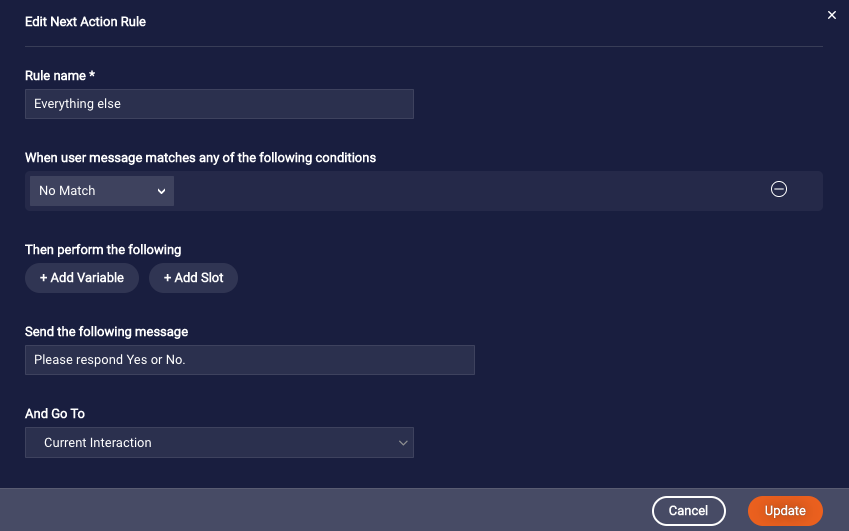 Edit Next Action Rule
Rule name *
Everything else
When user message matches any of the following conditions
No Match
Then perform the following
+ Add Variable + Add Slot
Send the following message
Please respond Yes or No.
And Go To
Current Interaction
Cancel Update